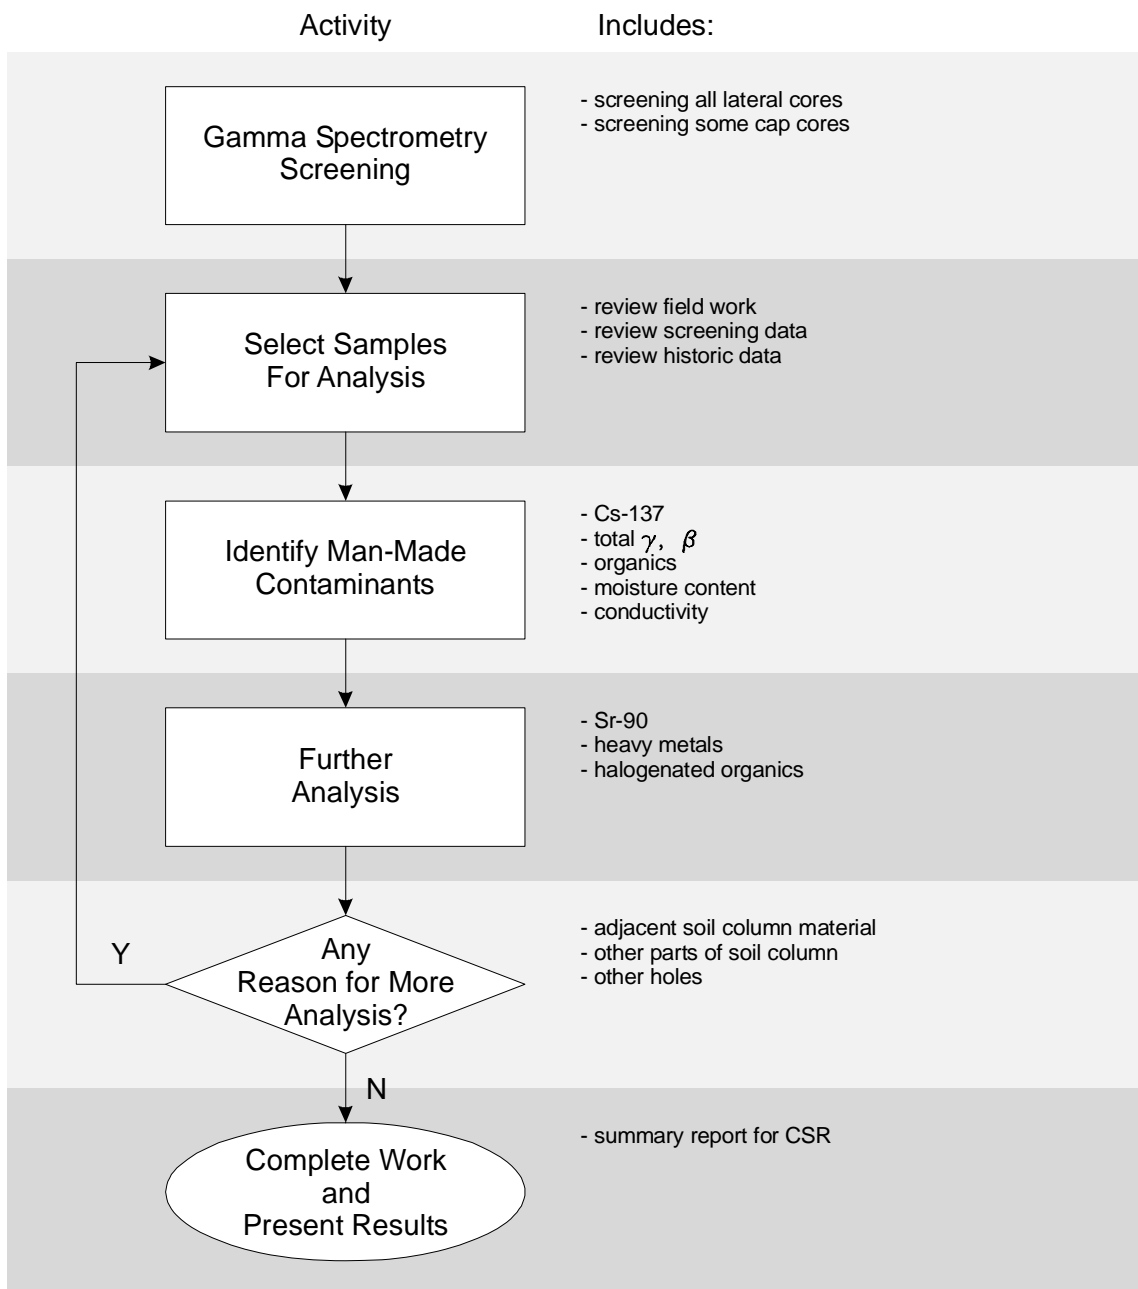 Activity Includes:
Gamma Spectrometry
Screening
- screening all lateral cores
- screening some cap cores
Select Samples
For Analysis
- review field work
- review screening data
- review historic data
Identify Man-Made
Contaminants
- Cs-137
- total γ, β
- organics
- moisture content
- conductivity
Further
Analysis
- Sr-90
- heavy metals
- halogenated organics
Any
Reason for More
Analysis?
Y
- adjacent soil column material
- other parts of soil column
- other holes
N
Complete Work
and
Present Results
- summary report for CSR